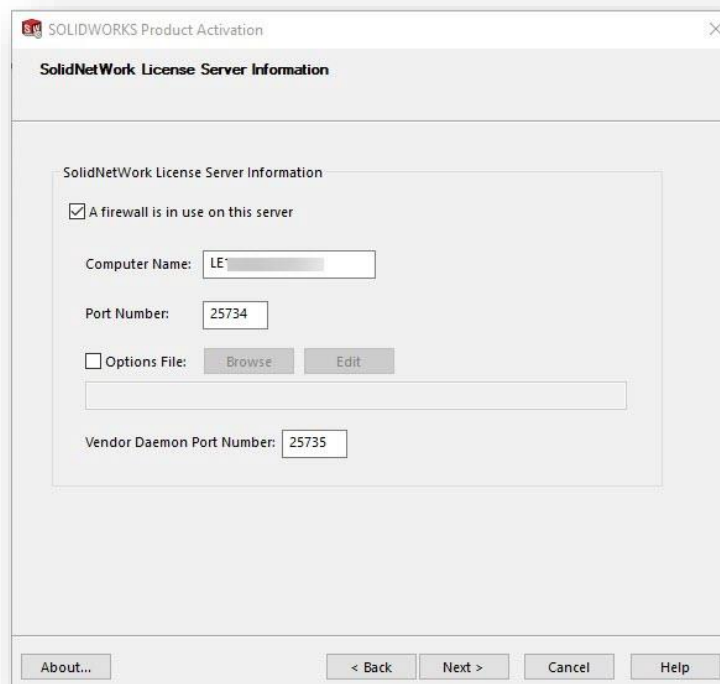 SOLIDWORKS Product Activation
SolidNetWork License Server Information
SolidNetWork License Server Information
A firewall is in use on this server
Computer Name:
Port Number: 25734
Options File: Browse Edit
Vendor Daemon Port Number: 25735
About... < Back Next > Cancel Help